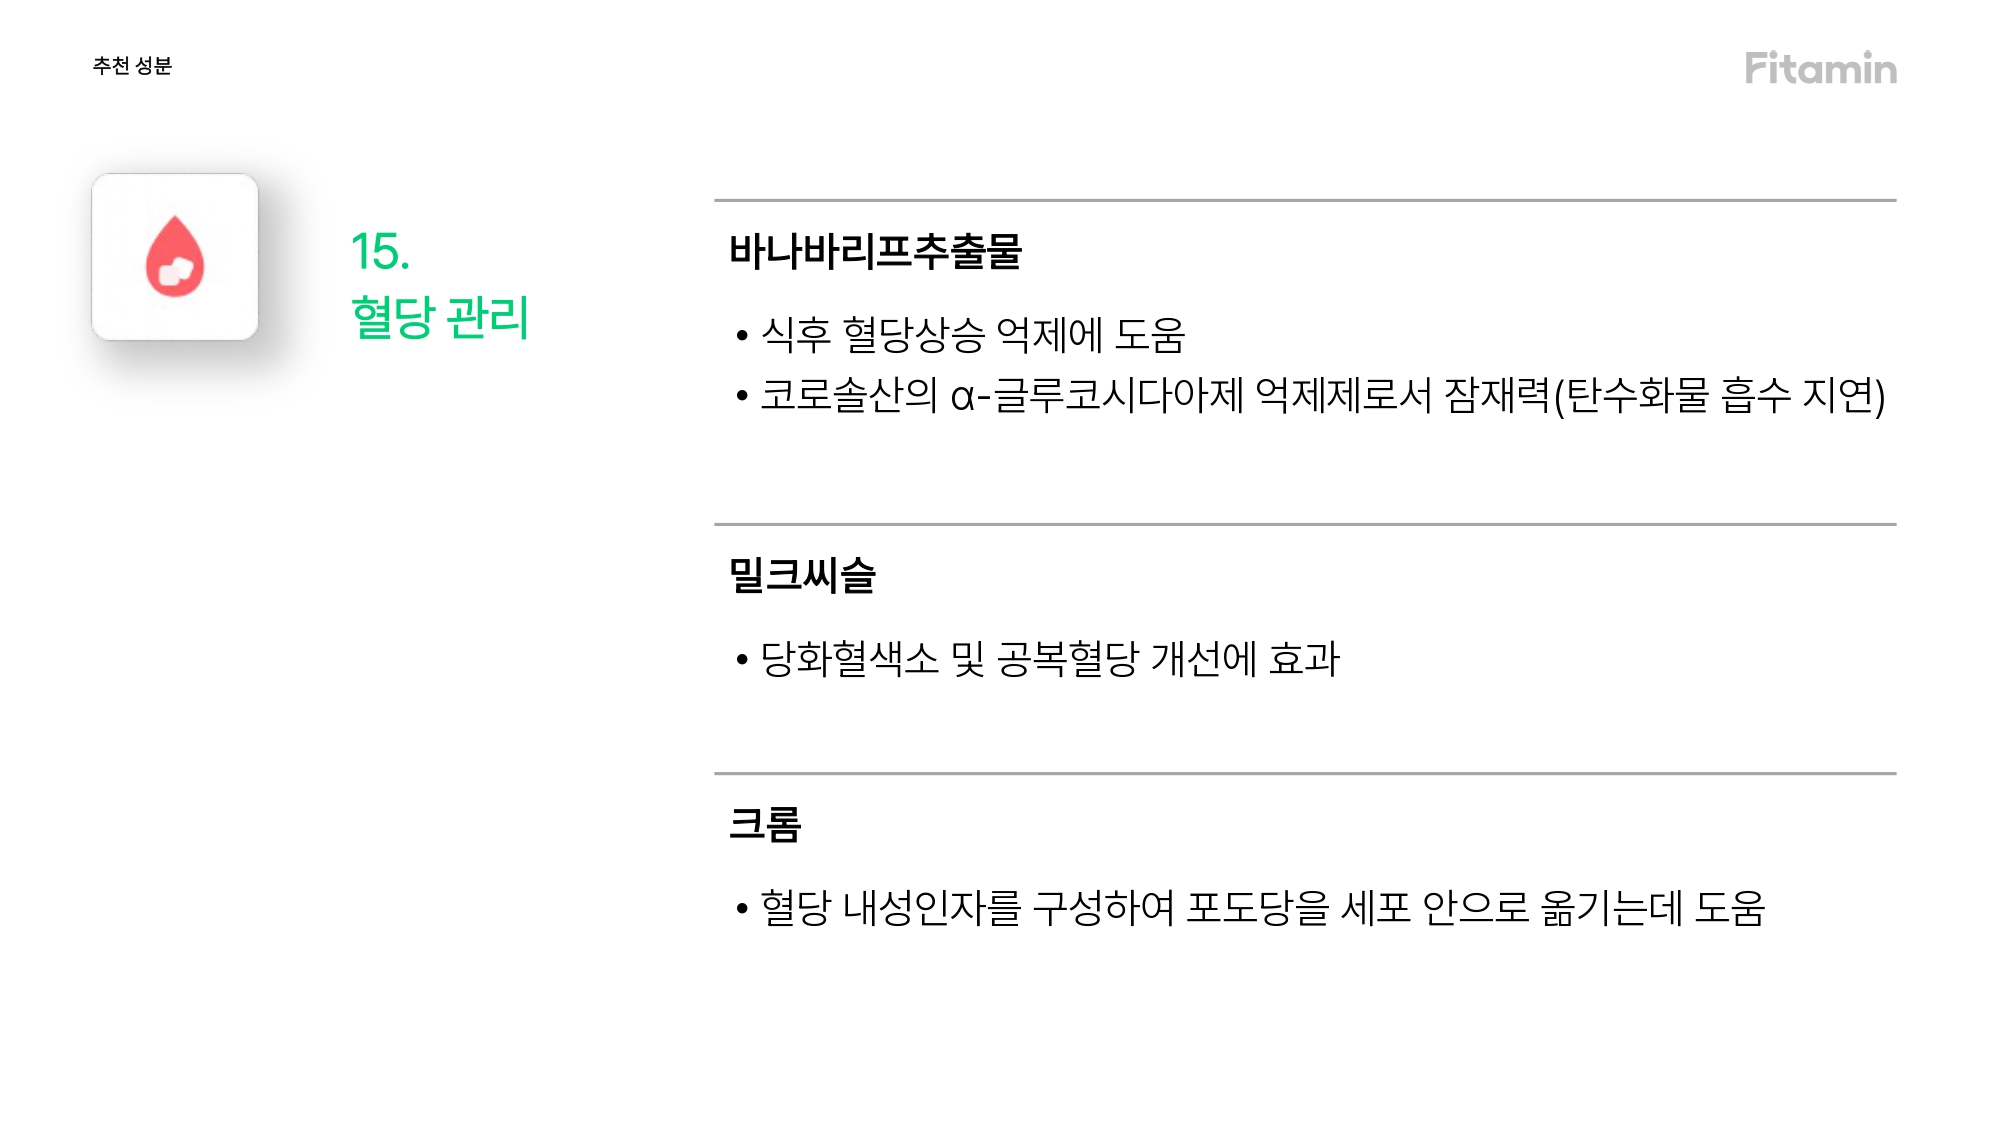 추천 성분
Fitamin
15.
혈당 관리
바나바리프추출물
• 식후 혈당상승 억제에 도움
• 코로솔산의 α-글루코시다아제 억제제로서 잠재력(탄수화물 흡수 지연)
밀크씨슬
• 당화혈색소 및 공복혈당 개선에 효과
크롬
• 혈당 내성인자를 구성하여 포도당을 세포 안으로 옮기는데 도움